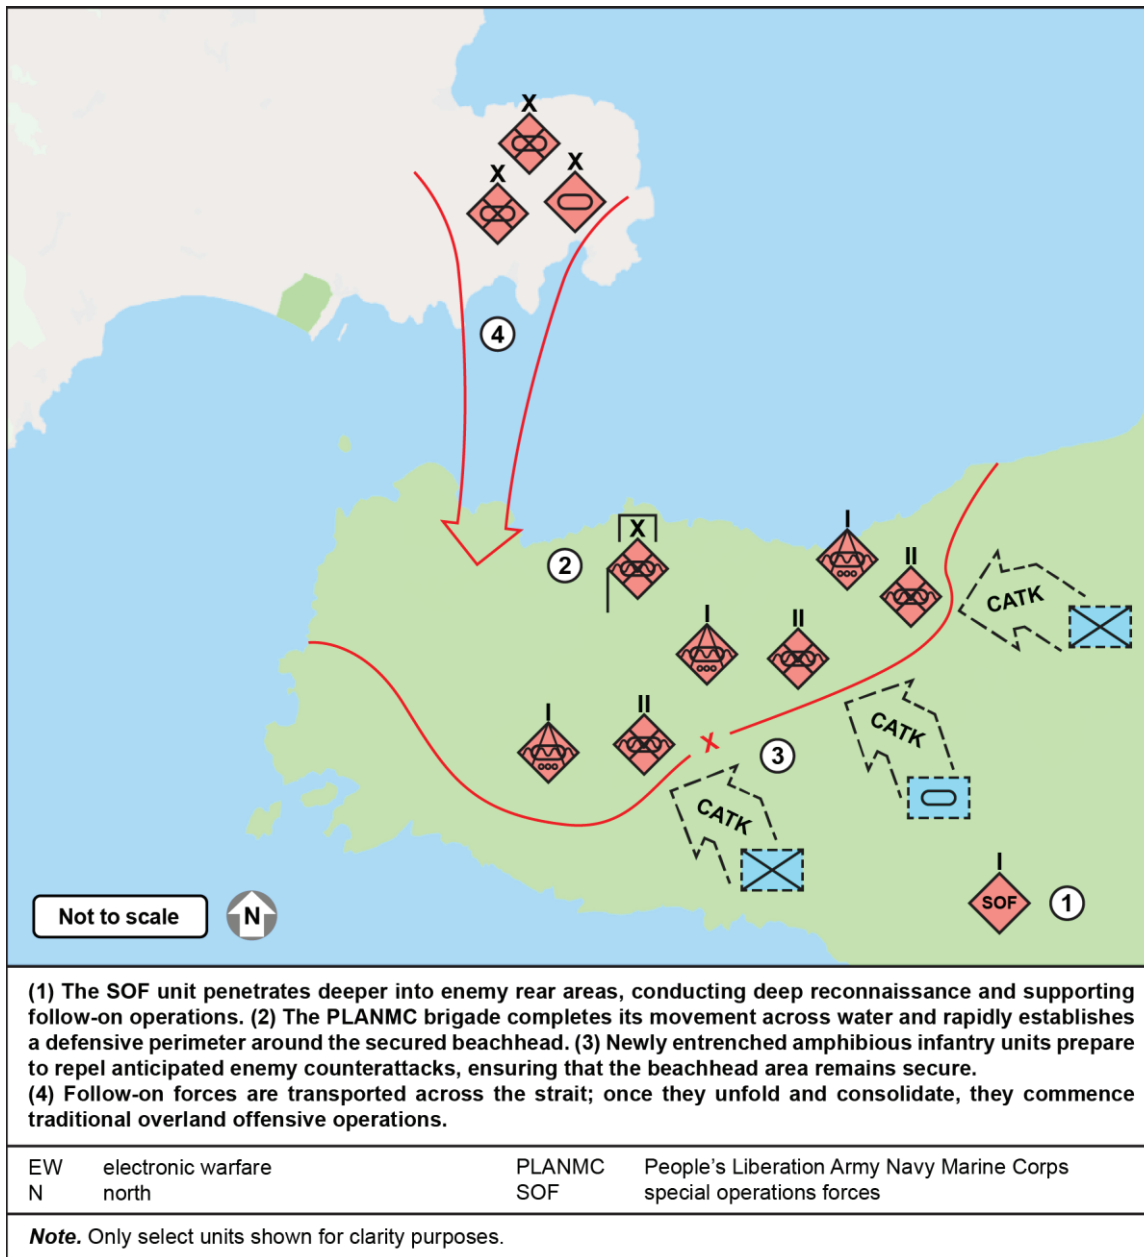 X
X
X
4
I
X
II
2
CATK
I
II
I
II
X
3
CATK
CATK
I
SOF
1
Not to scale
N
(1) The SOF unit penetrates deeper into enemy rear areas, conducting deep reconnaissance and supporting
follow-on operations. (2) The PLANMC brigade completes its movement across water and rapidly establishes
a defensive perimeter around the secured beachhead. (3) Newly entrenched amphibious infantry units prepare
to repel anticipated enemy counterattacks, ensuring that the beachhead area remains secure.
(4) Follow-on forces are transported across the strait; once they unfold and consolidate, they commence
traditional overland offensive operations.
EW electronic warfare PLANMC People’s Liberation Army Navy Marine Corps
N north SOF special operations forces
Note. Only select units shown for clarity purposes.